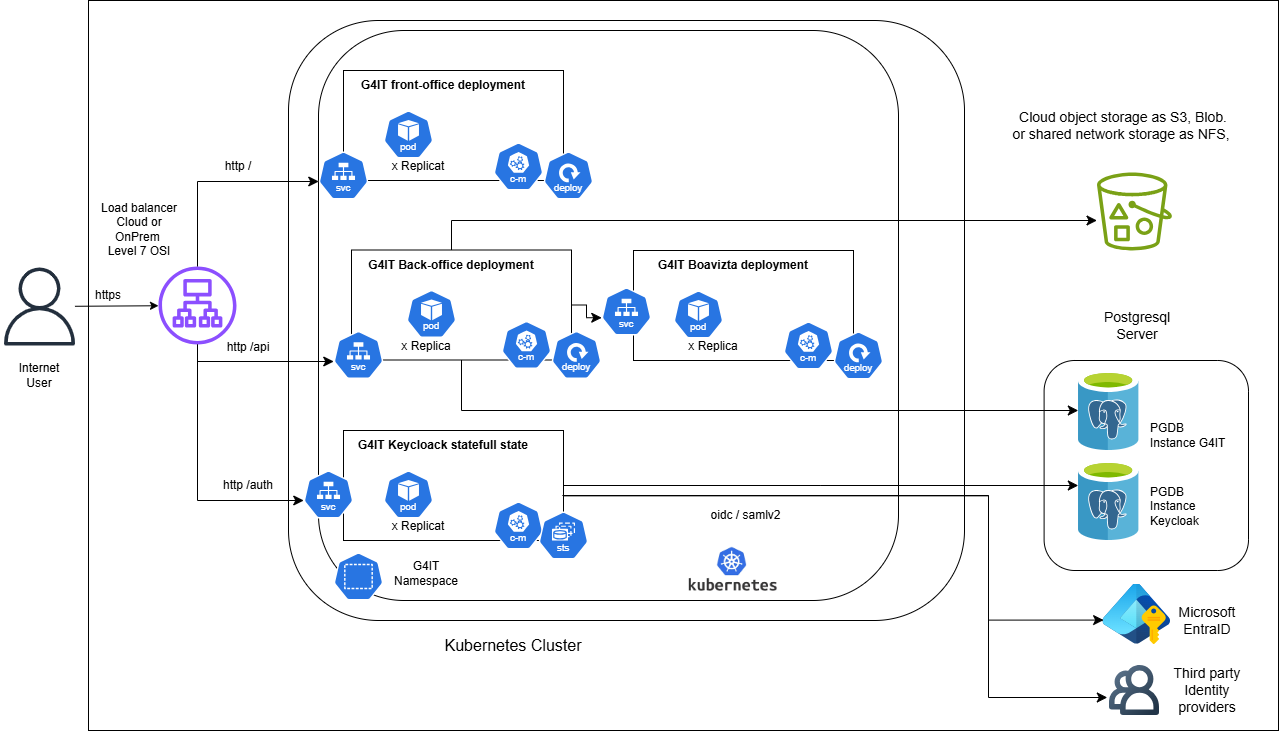 Internet
User
https
Load balancer
Cloud or
OnPrem
Level 7 OSI
http /
http /api
http /auth
G4IT front-office deployment
pod
x Replicat
svc
c-m
deploy
G4IT Back-office deployment
pod
x Replica
svc
c-m
deploy
G4IT Boavizta deployment
svc
pod
x Replica
c-m
deploy
G4IT Keycloack statefull state
svc
pod
x Replicat
c-m
sts
G4IT
Namespace
oidc / samlv2
kubernetes
Kubernetes Cluster
Cloud object storage as S3, Blob.
or shared network storage as NFS,
Postgresql
Server
PGDB
Instance G4IT
PGDB
Instance
Keycloak
Microsoft
EntraID
Third party
Identity
providers